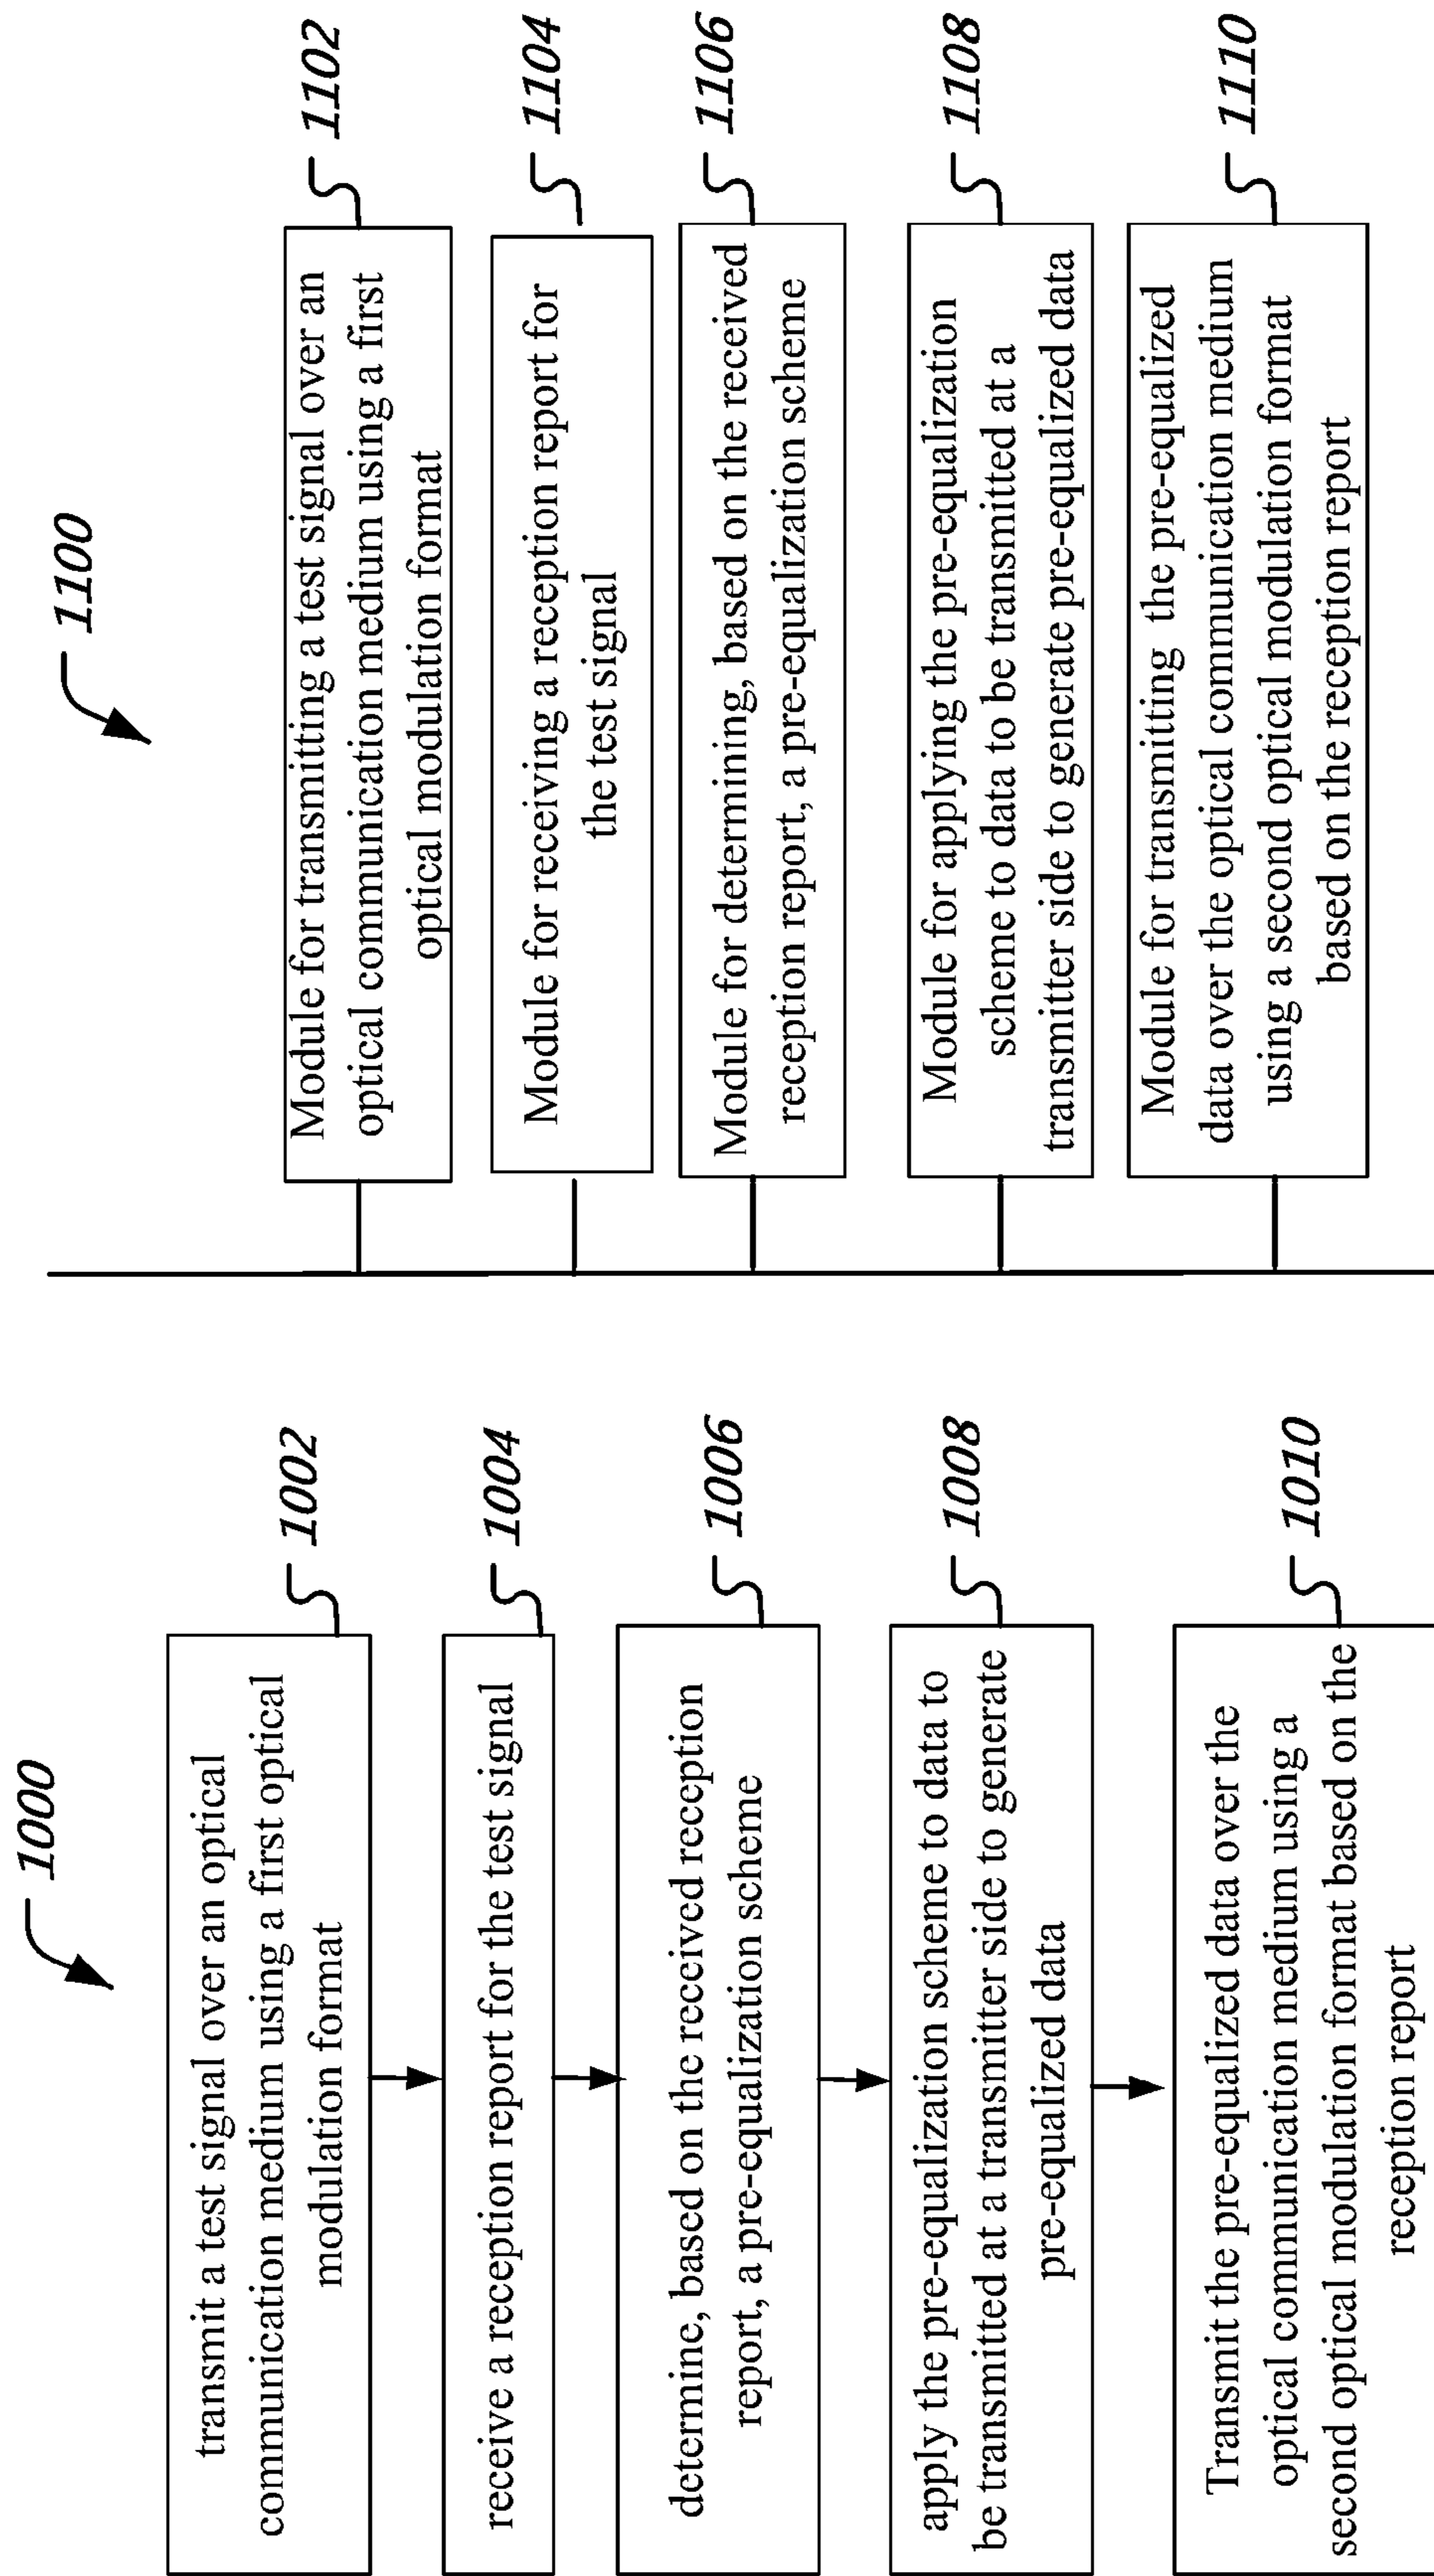 1000
transmit a test signal over an optical
communication medium using a first optical
modulation format
1002
receive a reception report for the test signal
1004
determine, based on the received reception
report, a pre-equalization scheme
1006
apply the pre-equalization scheme to data to
be transmitted at a transmitter side to generate
pre-equalized data
1008
Transmit the pre-equalized data over the
optical communication medium using a
second optical modulation format based on the
reception report
1010
1100
Module for transmitting a test signal over an
optical communication medium using a first
optical modulation format
1102
Module for receiving a reception report for
the test signal
1104
Module for determining, based on the received
reception report, a pre-equalization scheme
1106
Module for applying the pre-equalization
scheme to data to be transmitted at a
transmitter side to generate pre-equalized data
1108
Module for transmitting the pre-equalized
data over the optical communication medium
using a second optical modulation format
based on the reception report
1110